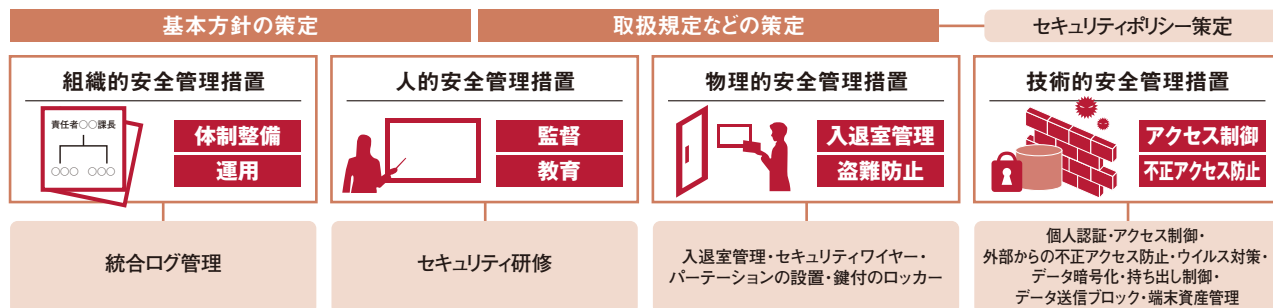 基本方針の策定
取扱規定などの策定
セキュリティポリシー策定
組織的安全管理措置
責任者○○課長
○○○ ○○○
体制整備
運用
統合ログ管理
人的安全管理措置
監督
教育
セキュリティ研修
物理的安全管理措置
入退室管理
盗難防止
入退室管理・セキュリティワイヤー・
パーテーションの設置・鍵付のロッカー
技術的安全管理措置
アクセス制御
不正アクセス防止
個人認証・アクセス制御・
外部からの不正アクセス防止・ウイルス対策・
データ暗号化・持ち出し制御・
データ送信ブロック・端末資産管理